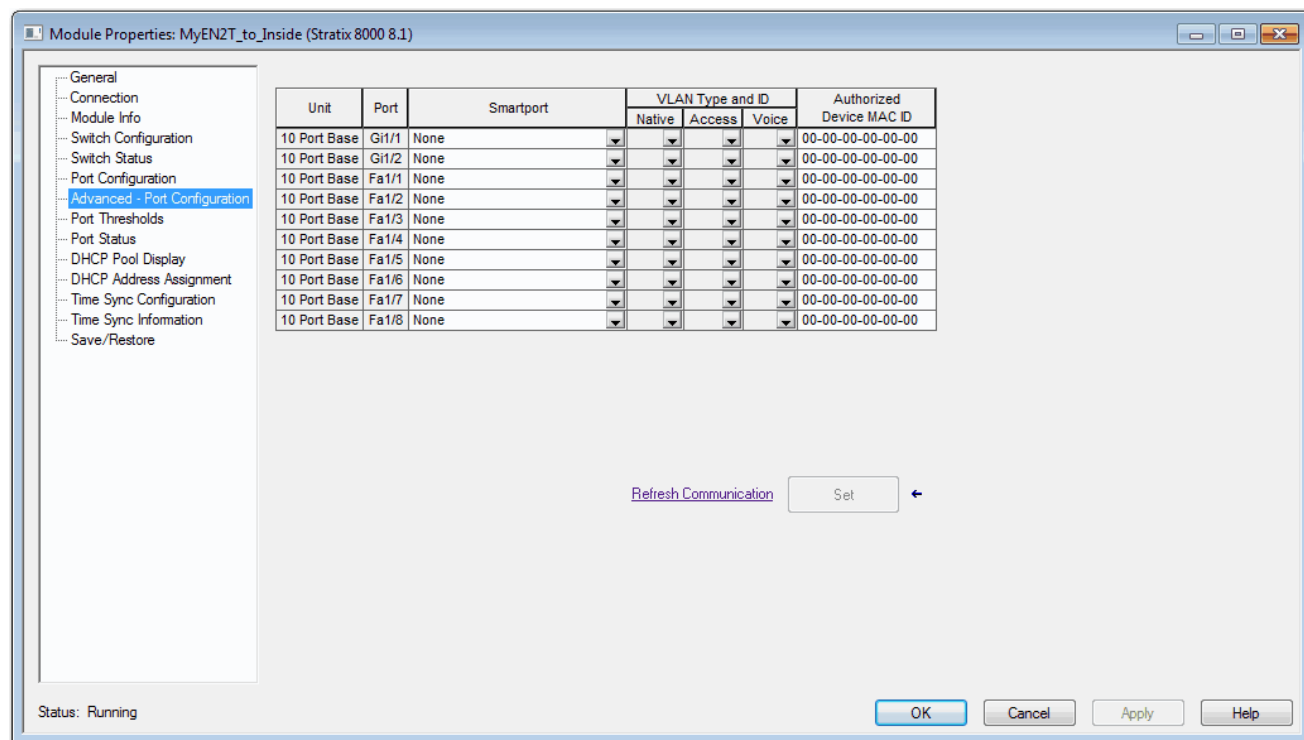 Module Properties: MyEN2T_to_Inside (Stratix 8000 8.1)
General
Connection
Module Info
Switch Configuration
Switch Status
Port Configuration
Advanced - Port Configuration
Port Thresholds
Port Status
DHCP Pool Display
DHCP Address Assignment
Time Sync Configuration
Time Sync Information
Save/Restore
Unit Port Smartport VLAN Type and ID Authorized Device MAC ID
Native Access Voice
10 Port Base Gi1/1 None 00-00-00-00-00-00
10 Port Base Gi1/2 None 00-00-00-00-00-00
10 Port Base Fa1/1 None 00-00-00-00-00-00
10 Port Base Fa1/2 None 00-00-00-00-00-00
10 Port Base Fa1/3 None 00-00-00-00-00-00
10 Port Base Fa1/4 None 00-00-00-00-00-00
10 Port Base Fa1/5 None 00-00-00-00-00-00
10 Port Base Fa1/6 None 00-00-00-00-00-00
10 Port Base Fa1/7 None 00-00-00-00-00-00
10 Port Base Fa1/8 None 00-00-00-00-00-00
Refresh Communication Set
Status: Running
OK Cancel Apply Help